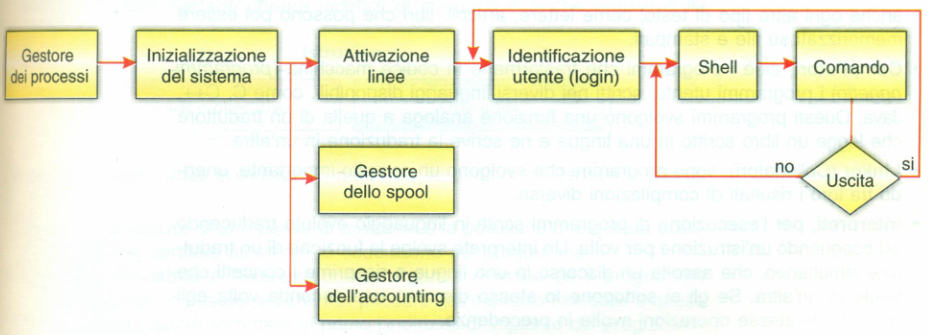 Gestore
dei processi
Inizializzazione
del sistema
Attivazione
linee
Identificazione
utente (login)
Shell
Comando
Gestore
dello spool
no
Uscita
si
Gestore
dell'accounting